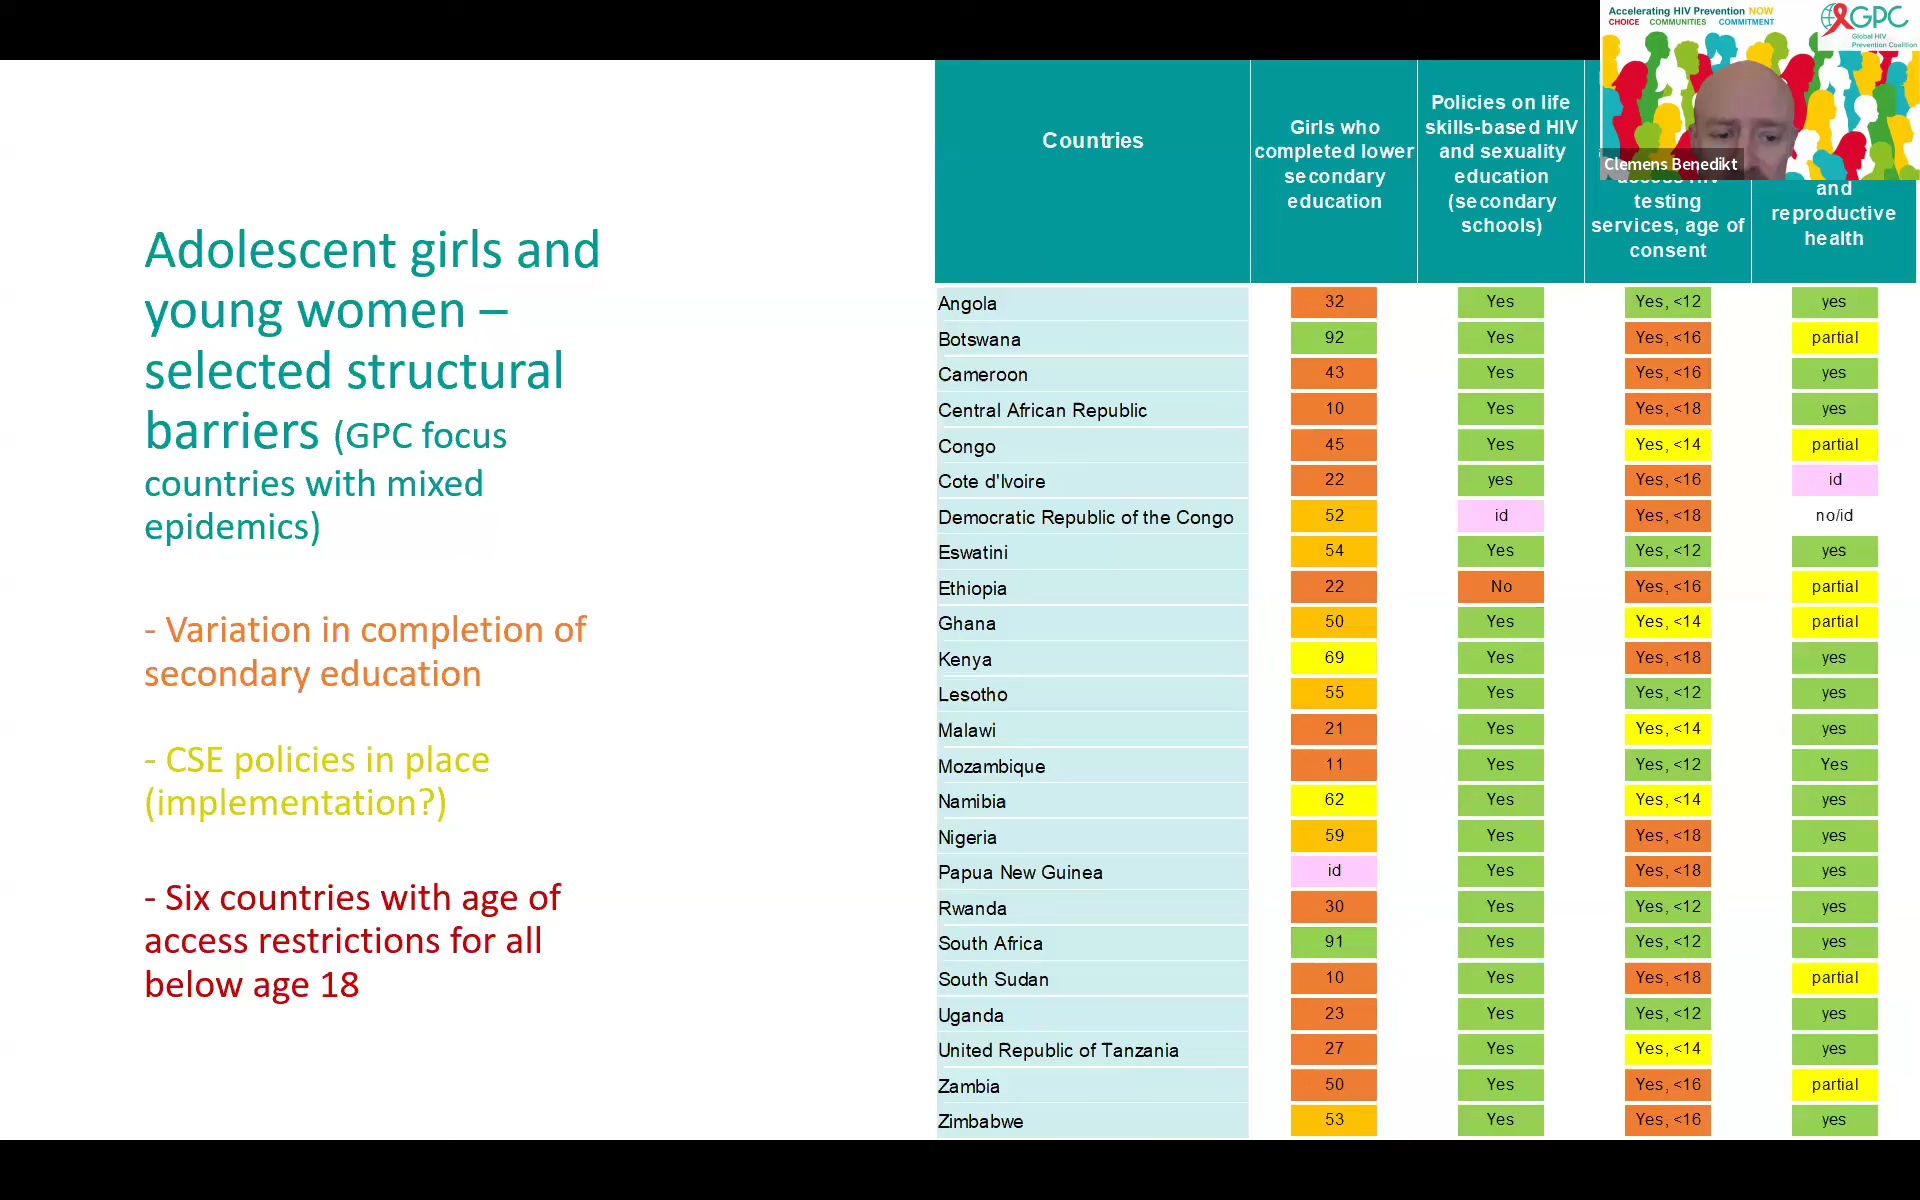 Accelerating HIV Prevention NOW
CHOICE COMMUNITIES COMMITMENT
GPC
Global HIV
Prevention Coalition
Clemens Benedikt
Adolescent girls and
young women –
selected structural
barriers (GPC focus
countries with mixed
epidemics)
- Variation in completion of
secondary education
- CSE policies in place
(implementation?)
- Six countries with age of
access restrictions for all
below age 18
Countries
Girls who
completed lower
secondary
education
Policies on life
skills-based HIV
and sexuality
education
(secondary
schools)
access HIV
testing
services, age of
consent
and
reproductive
health
Angola 32 Yes Yes, <12 yes
Botswana 92 Yes Yes, <16 partial
Cameroon 43 Yes Yes, <16 yes
Central African Republic 10 Yes Yes, <18 yes
Congo 45 Yes Yes, <14 partial
Cote d'Ivoire 22 yes Yes, <16 id
Democratic Republic of the Congo 52 id Yes, <18 no/id
Eswatini 54 Yes Yes, <12 yes
Ethiopia 22 No Yes, <16 partial
Ghana 50 Yes Yes, <14 partial
Kenya 69 Yes Yes, <18 yes
Lesotho 55 Yes Yes, <12 yes
Malawi 21 Yes Yes, <14 yes
Mozambique 11 Yes Yes, <12 Yes
Namibia 62 Yes Yes, <14 yes
Nigeria 59 Yes Yes, <18 yes
Papua New Guinea id Yes Yes, <18 yes
Rwanda 30 Yes Yes, <12 yes
South Africa 91 Yes Yes, <12 yes
South Sudan 10 Yes Yes, <18 partial
Uganda 23 Yes Yes, <12 yes
United Republic of Tanzania 27 Yes Yes, <14 yes
Zambia 50 Yes Yes, <16 partial
Zimbabwe 53 Yes Yes, <16 yes